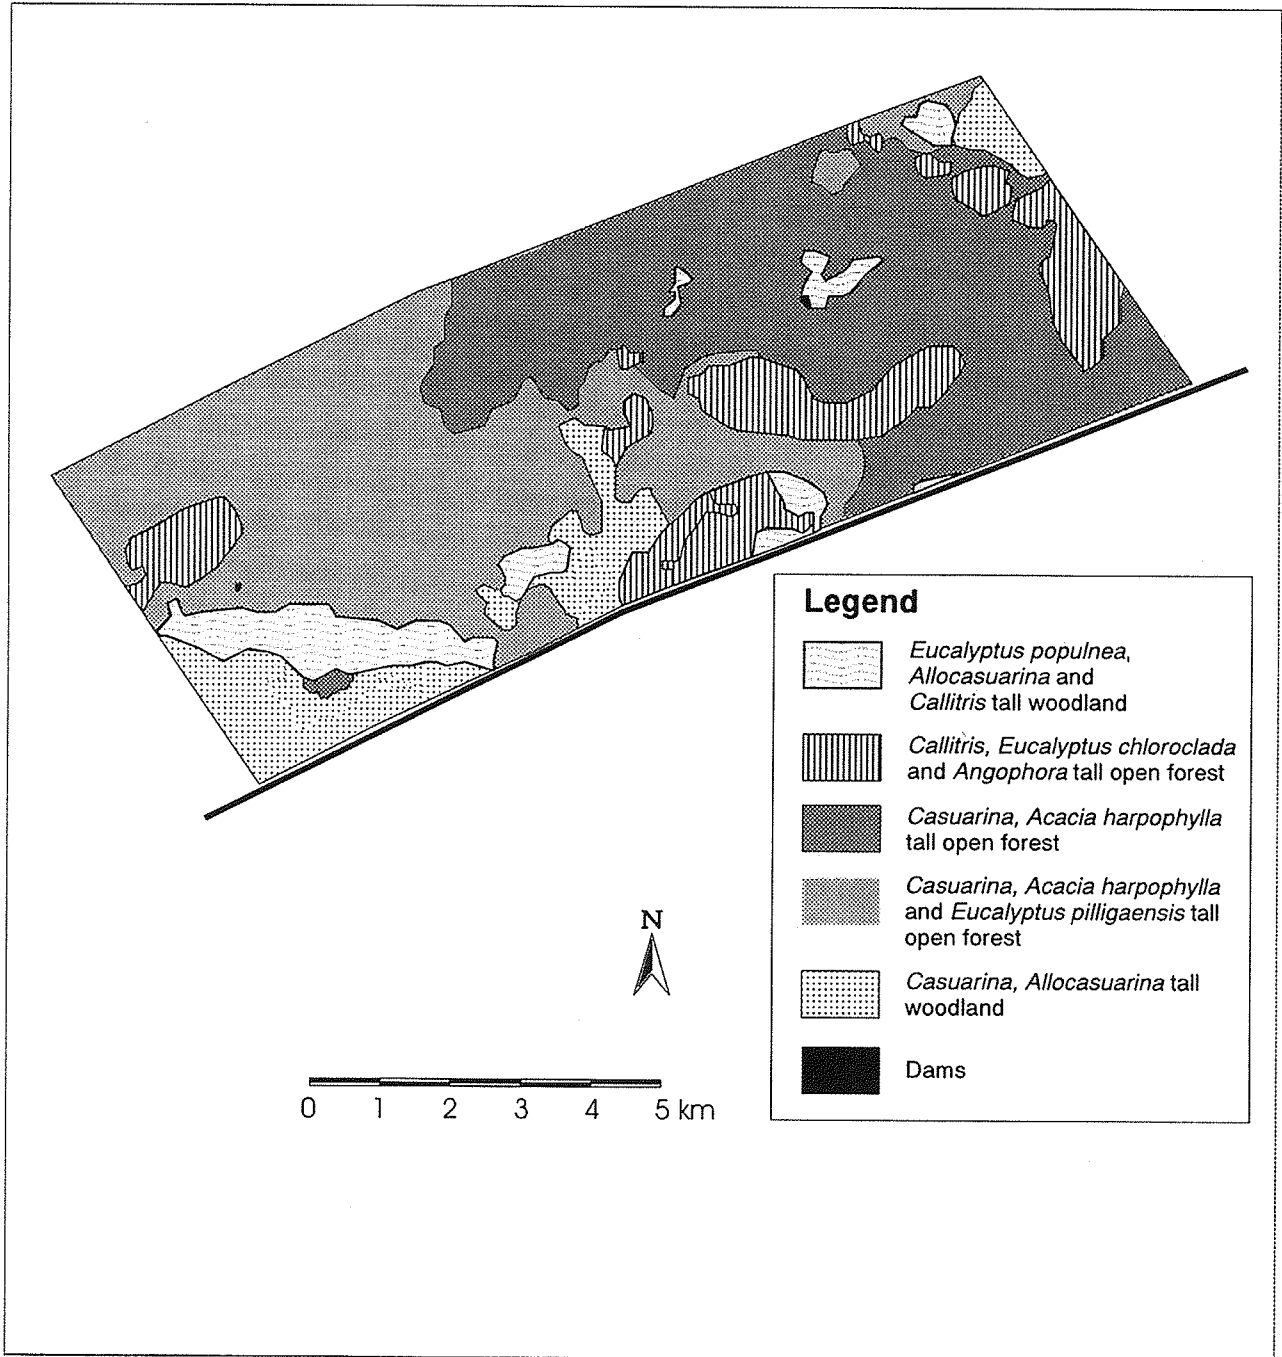 Legend
Eucalyptus populnea,
Allocasuarina and
Callitris tall woodland
Callitris, Eucalyptus chloroclada
and Angophora tall open forest
Casuarina, Acacia harpophylla
tall open forest
Casuarina, Acacia harpophylla
and Eucalyptus pilligaensis tall
open forest
Casuarina, Allocasuarina tall
woodland
Dams
N
0 1 2 3 4 5 km